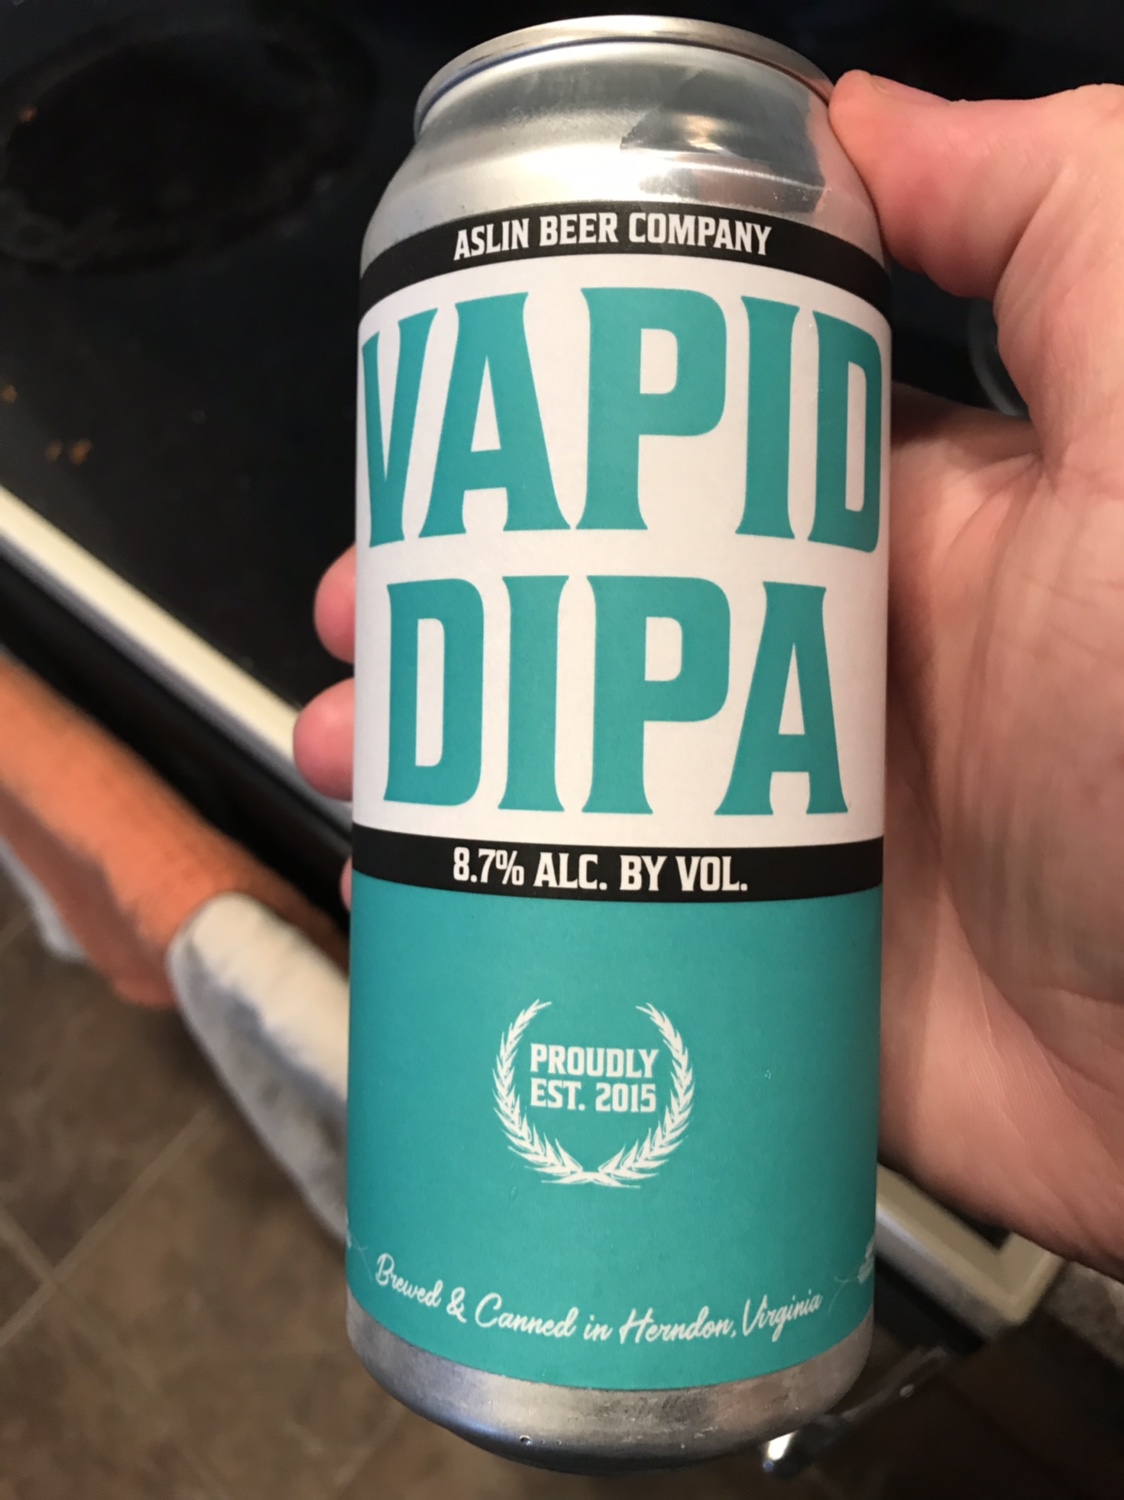 ASLIN BEER COMPANY
VAPID
DIPA
8.7% ALC. BY VOL.
PROUDLY
EST. 2015
Brewed & Canned in Herndon, Virginia